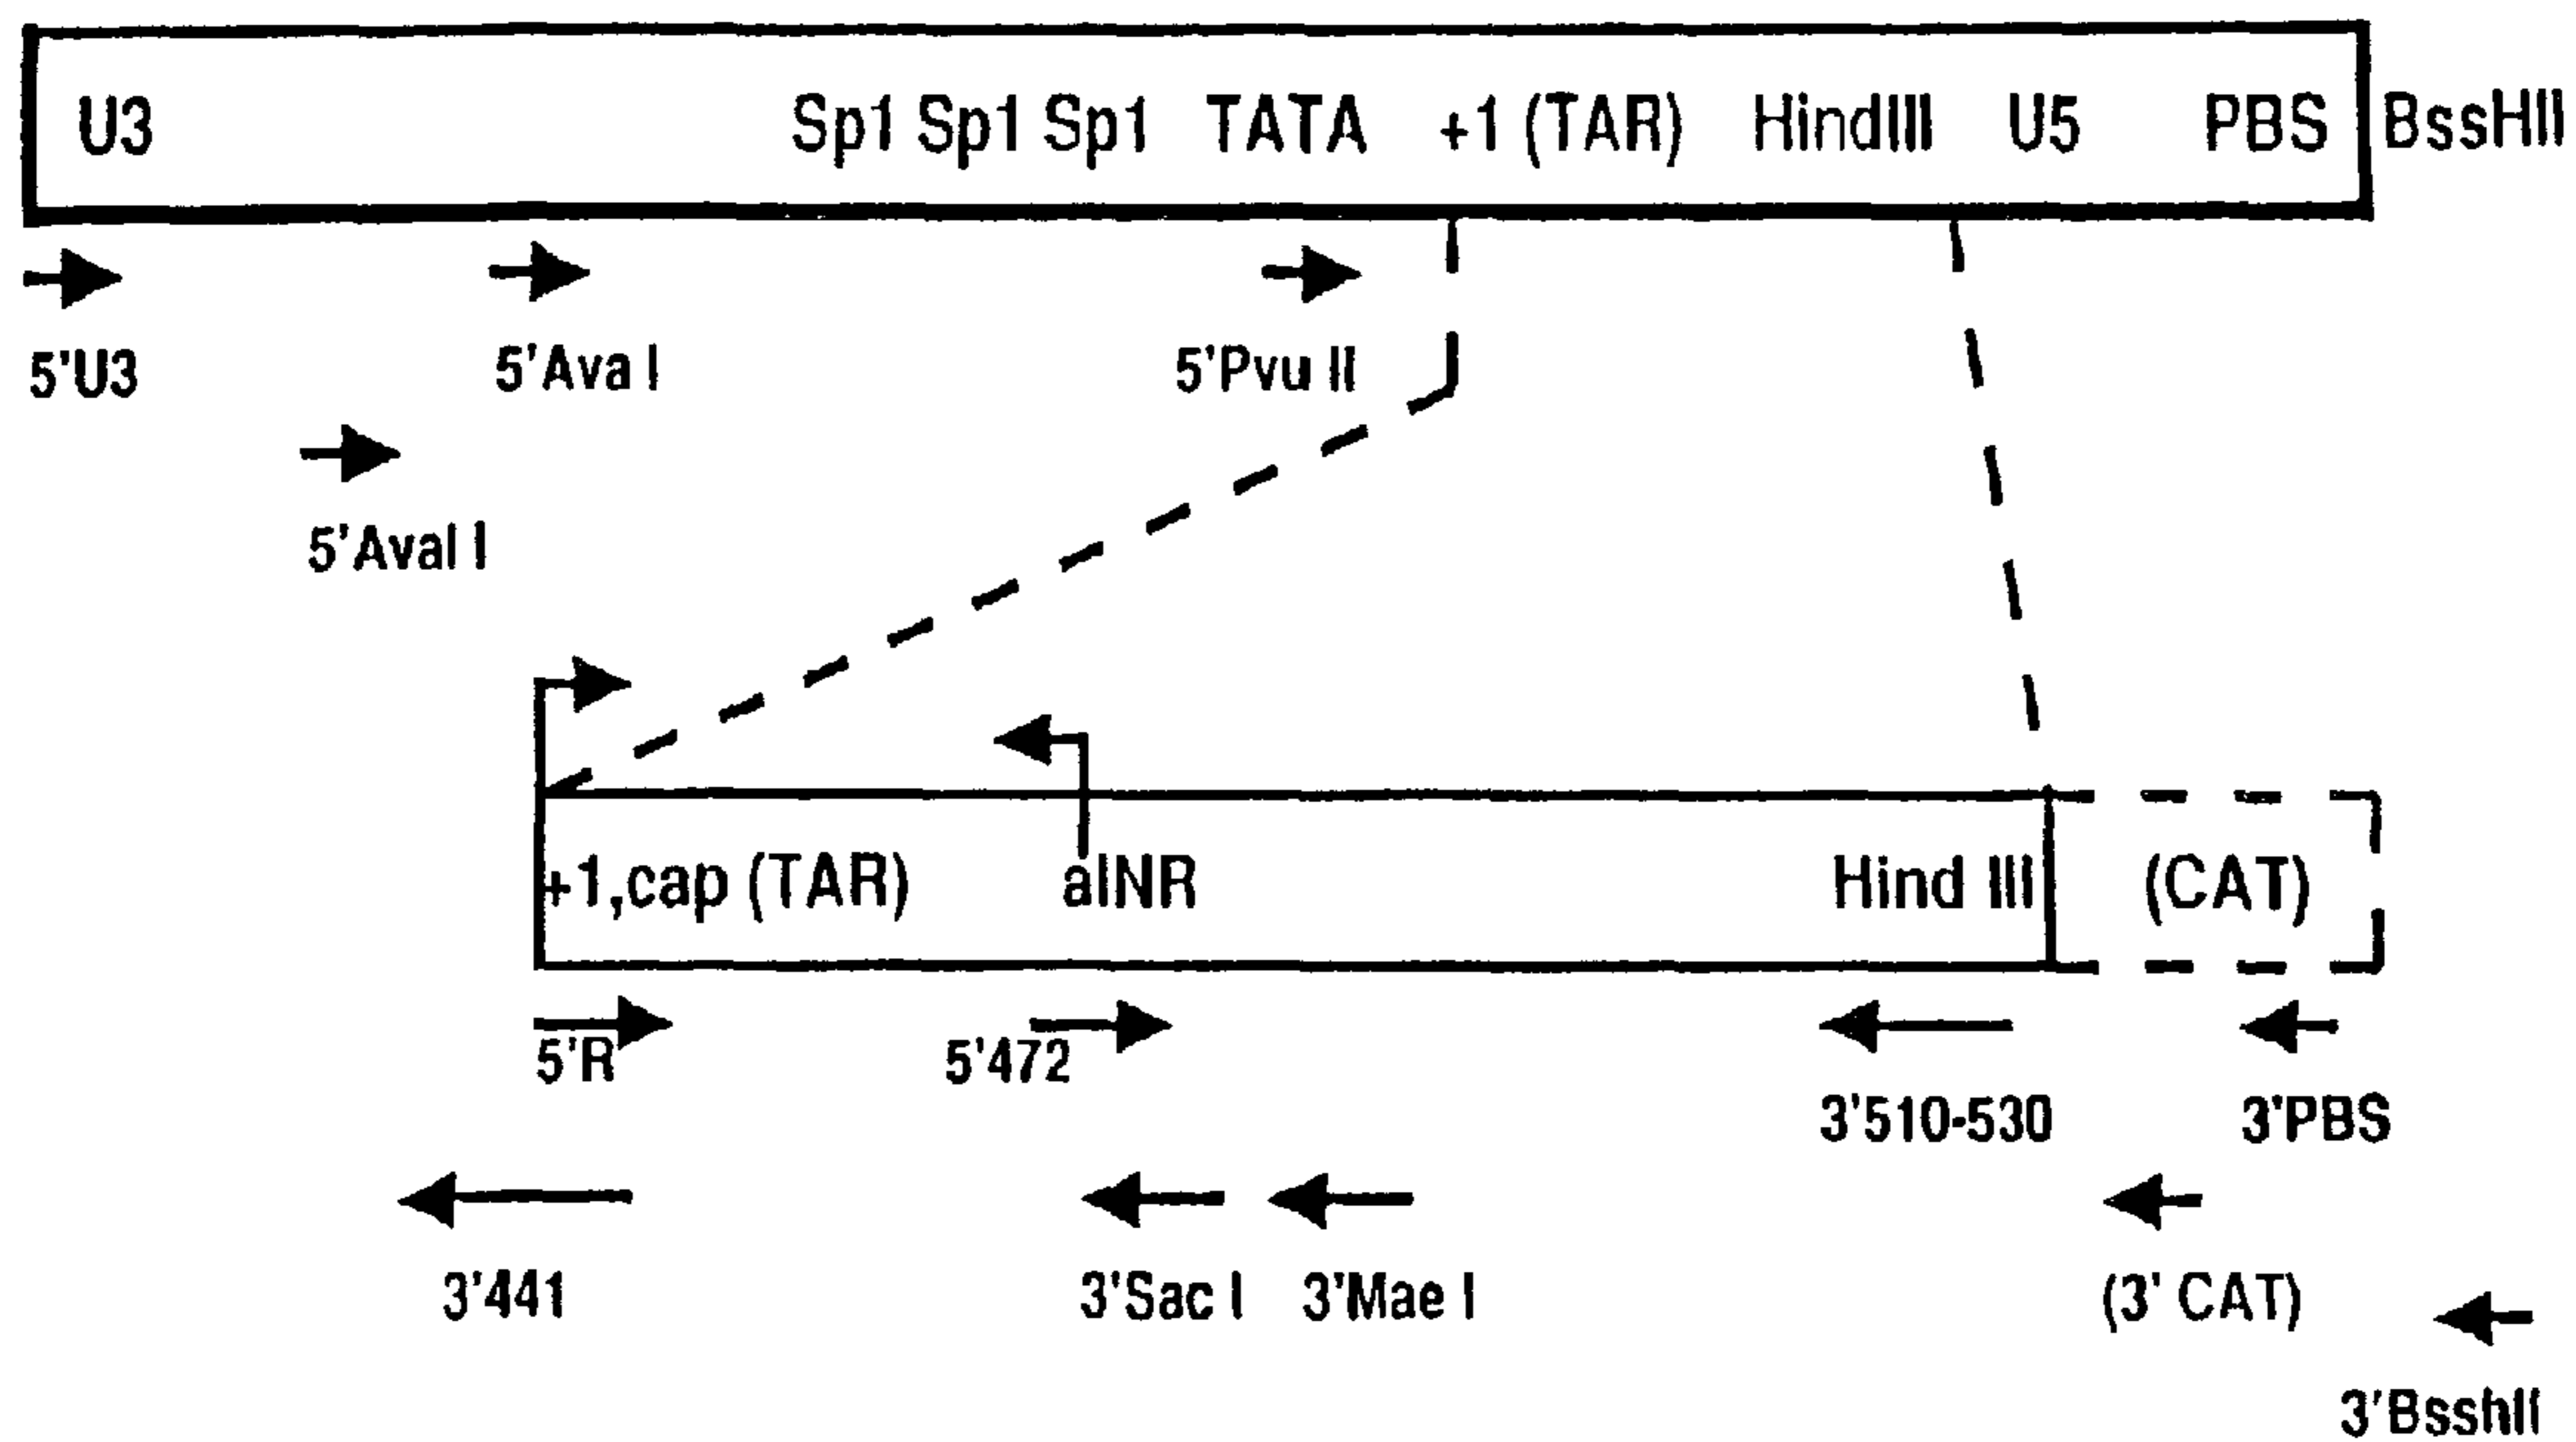 U3 Sp1 Sp1 Sp1 TATA +1 (TAR) HindIII U5 PBS BssHII
5'U3 5'Ava I 5'Pvu II
5'AvaI I
+1,cap (TAR) aINR Hind III (CAT)
5'R 5'472
3'510-530 3'PBS
3'441 3'Sac I 3'Mae I (3' CAT)
3'BsshII